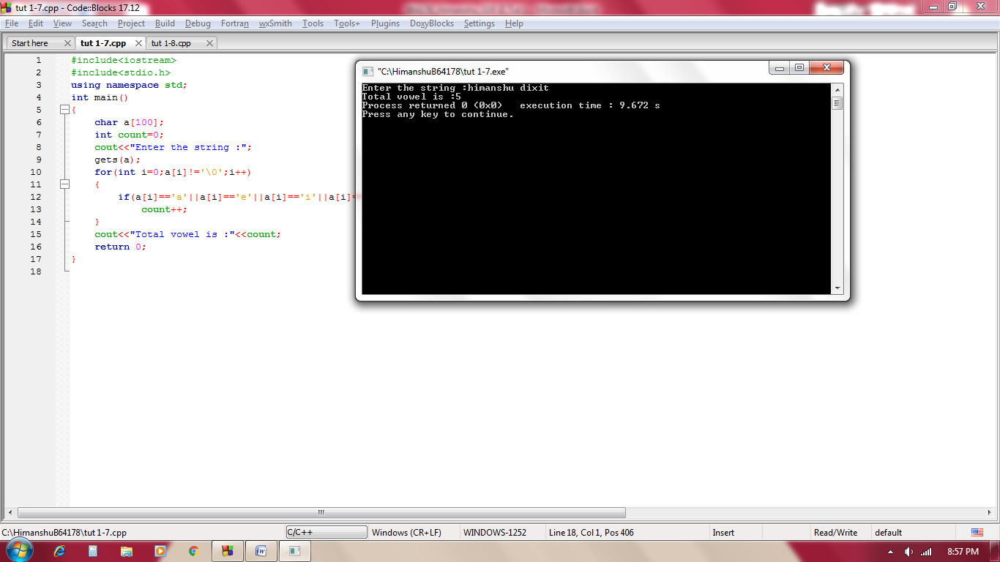 tut 1-7.cpp - Code::Blocks 17.12
File Edit View Search Project Build Debug Fortran wxSmith Tools Tools+ Plugins DoxyBlocks Settings Help
Start here tut 1-7.cpp tut 1-8.cpp
1 #include<iostream>
2 #include<stdio.h>
3 using namespace std;
4 int main()
5 {
6 char a[100];
7 int count=0;
8 cout<<"Enter the string :";
9 gets(a);
10 for(int i=0;a[i]!='\0';i++)
11 {
12 if(a[i]=='a'||a[i]=='e'||a[i]=='i'||a[i]=
13 count++;
14 }
15 cout<<"Total vowel is :"<<count;
16 return 0;
17 }
18
"C:\HimanshuB64178\tut 1-7.exe"
Enter the string :himanshu dixit
Total vowel is :5
Process returned 0 (0x0) execution time : 9.672 s
Press any key to continue.
C:\HimanshuB64178\tut 1-7.cpp C/C++ Windows (CR+LF) WINDOWS-1252 Line 18, Col 1, Pos 406 Insert Read/Write default
8:57 PM